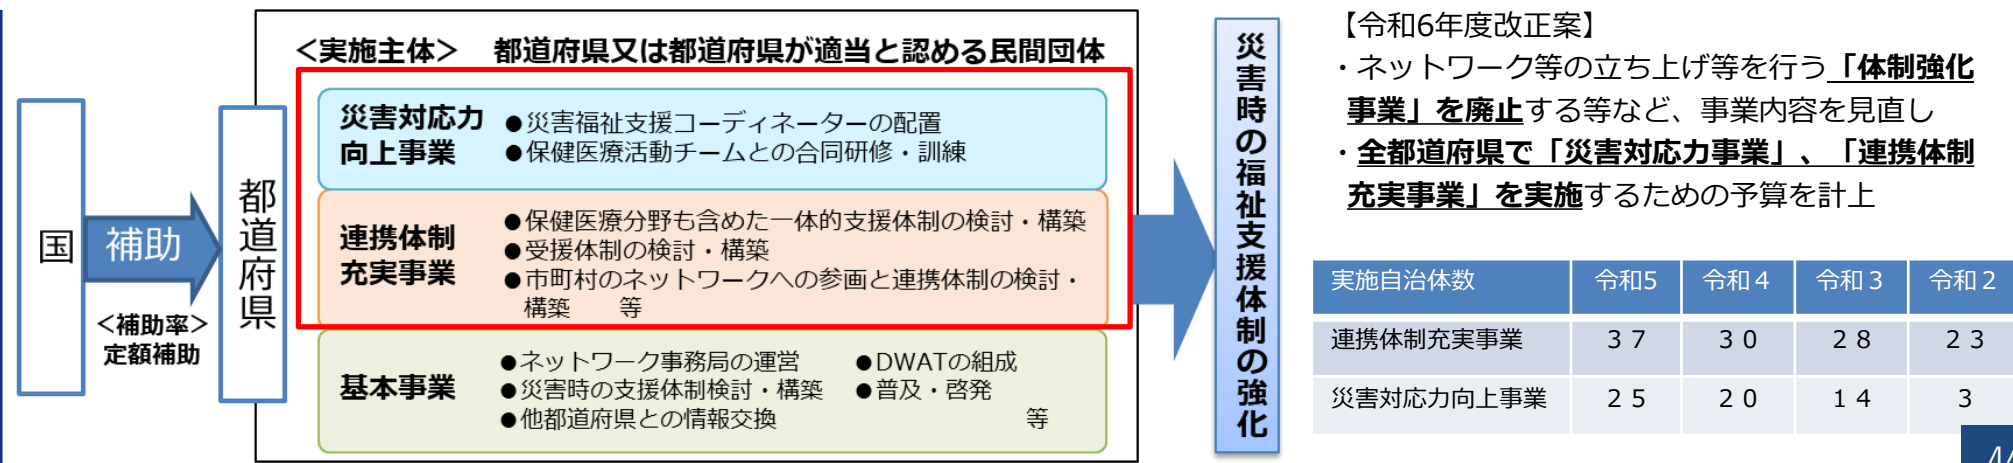 国
補助
<補助率>
定額補助
都道府県
<実施主体> 都道府県又は都道府県が適当と認める民間団体
災害対応力
向上事業
●災害福祉支援コーディネーターの配置
●保健医療活動チームとの合同研修・訓練
連携体制
充実事業
●保健医療分野も含めた一体的支援体制の検討・構築
●受援体制の検討・構築
●市町村のネットワークへの参画と連携体制の検討・
構築 等
基本事業
●ネットワーク事務局の運営 ●DWATの組成
●災害時の支援体制検討・構築 ●普及・啓発
●他都道府県との情報交換 等
災害時の福祉支援体制の強化
【令和6年度改正案】
・ネットワーク等の立ち上げ等を行う「体制強化
事業」を廃止する等など、事業内容を見直し
・全都道府県で「災害対応力事業」、「連携体制
充実事業」を実施するための予算を計上
実施自治体数 令和5 令和４ 令和３ 令和２
連携体制充実事業 ３７ ３０ ２８ ２３
災害対応力向上事業 ２５ ２０ １４ ３